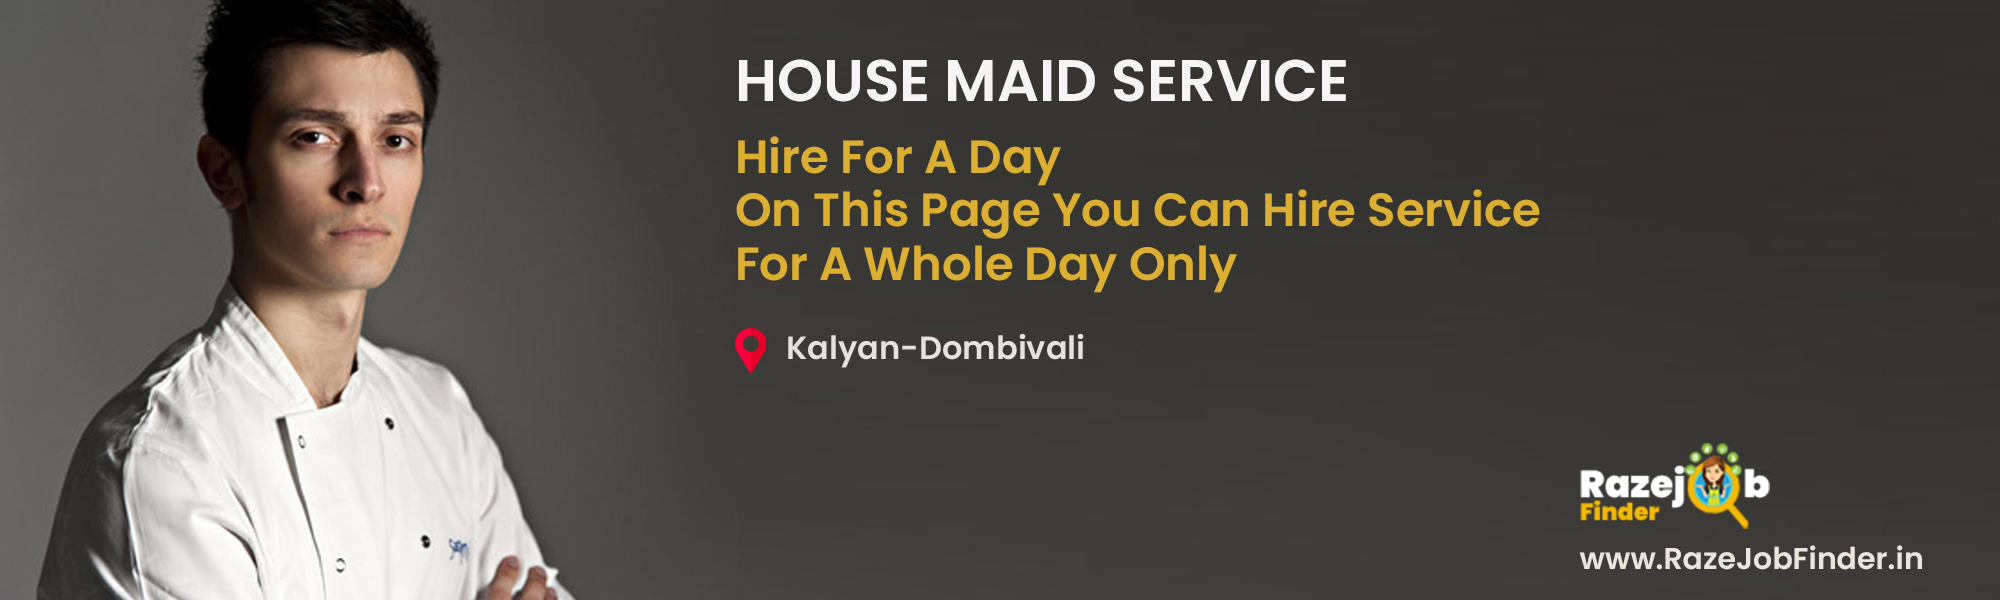 HOUSE MAID SERVICE
Hire For A Day
On This Page You Can Hire Service
For A Whole Day Only
Kalyan-Dombivali
Razejob
Finder
www.RazeJobFinder.in